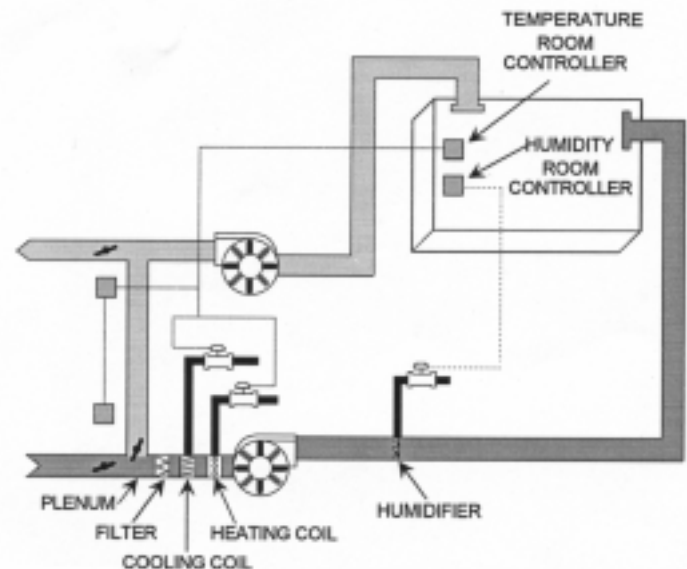 TEMPERATURE
ROOM
CONTROLLER
HUMIDITY
ROOM
CONTROLLER
PLENUM
FILTER
COOLING COIL
HEATING COIL
HUMIDIFIER